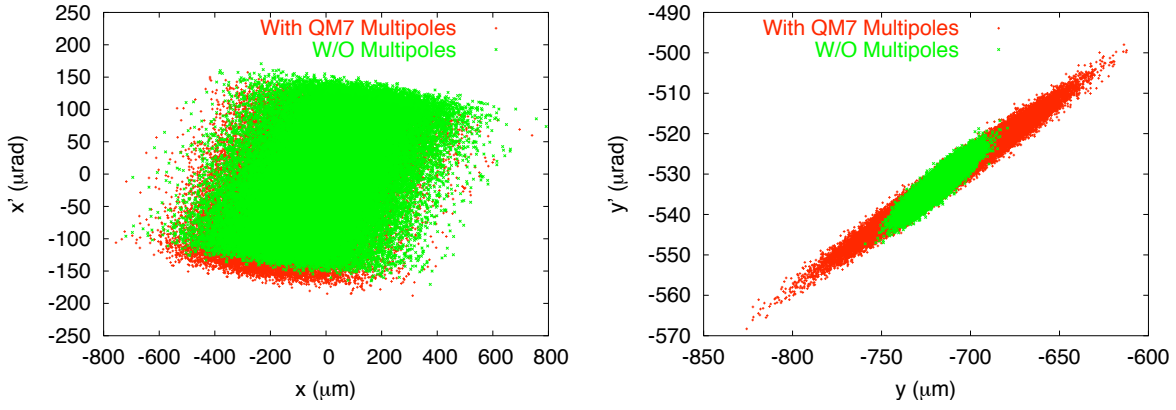 With QM7 Multipoles
W/O Multipoles
250
200
150
100
50
0
-50
-100
-150
-200
-250
x' (μrad)
-800 -600 -400 -200 0 200 400 600 800
x (μm)
With QM7 Multipoles
W/O Multipoles
-490
-500
-510
-520
-530
-540
-550
-560
-570
y' (μrad)
-850 -800 -750 -700 -650 -600
y (μm)